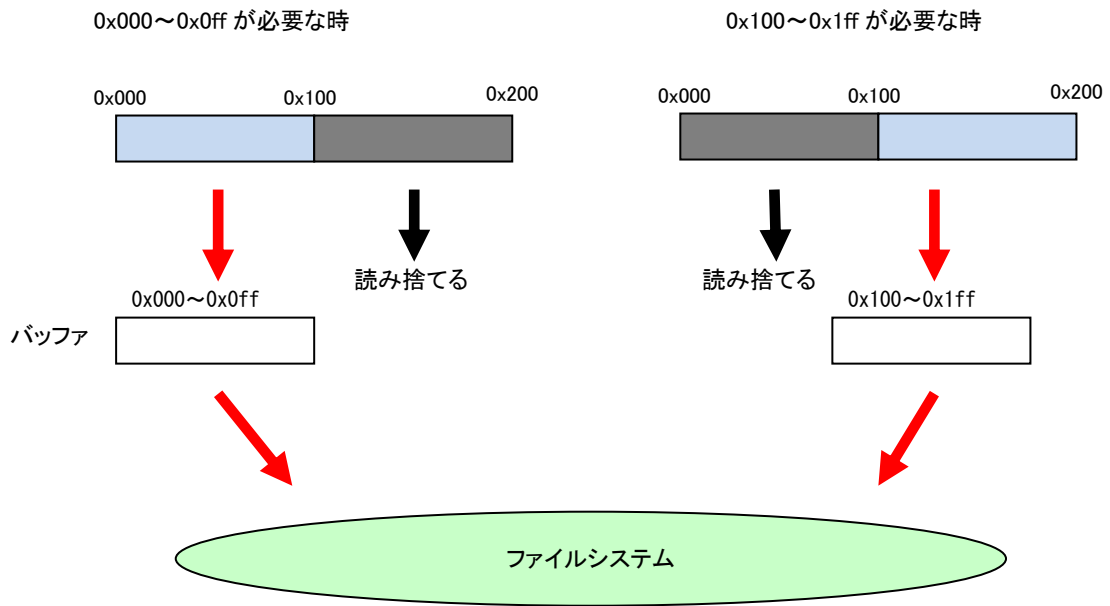 0x000～0x0ff が必要な時
0x100～0x1ff が必要な時
0x000
0x100
0x200
0x000
0x100
0x200
読み捨てる
読み捨てる
0x000～0x0ff
0x100～0x1ff
バッファ
ファイルシステム